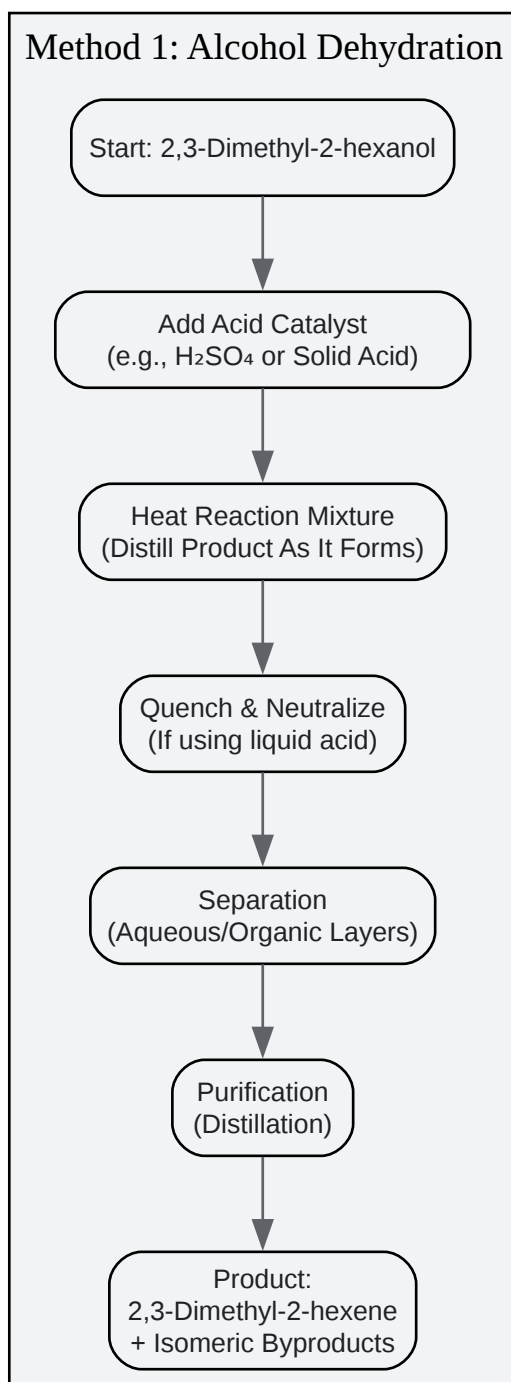 Method 1: Alcohol Dehydration
Start: 2,3-Dimethyl-2-hexanol
Add Acid Catalyst
(e.g., H₂SO₄ or Solid Acid)
Heat Reaction Mixture
(Distill Product As It Forms)
Quench & Neutralize
(If using liquid acid)
Separation
(Aqueous/Organic Layers)
Purification
(Distillation)
Product:
2,3-Dimethyl-2-hexene
+ Isomeric Byproducts